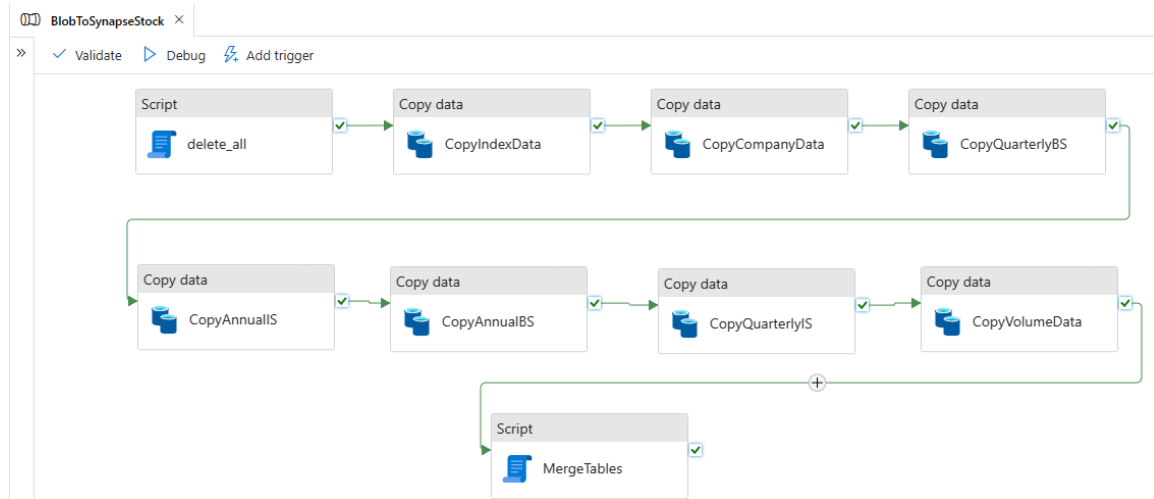 BlobToSynapseStock
Validate Debug Add trigger
Script
delete_all
Copy data
CopyIndexData
Copy data
CopyCompanyData
Copy data
CopyQuarterlyBS
Copy data
CopyAnnualIS
Copy data
CopyAnnualBS
Copy data
CopyQuarterlyIS
Copy data
CopyVolumeData
Script
MergeTables